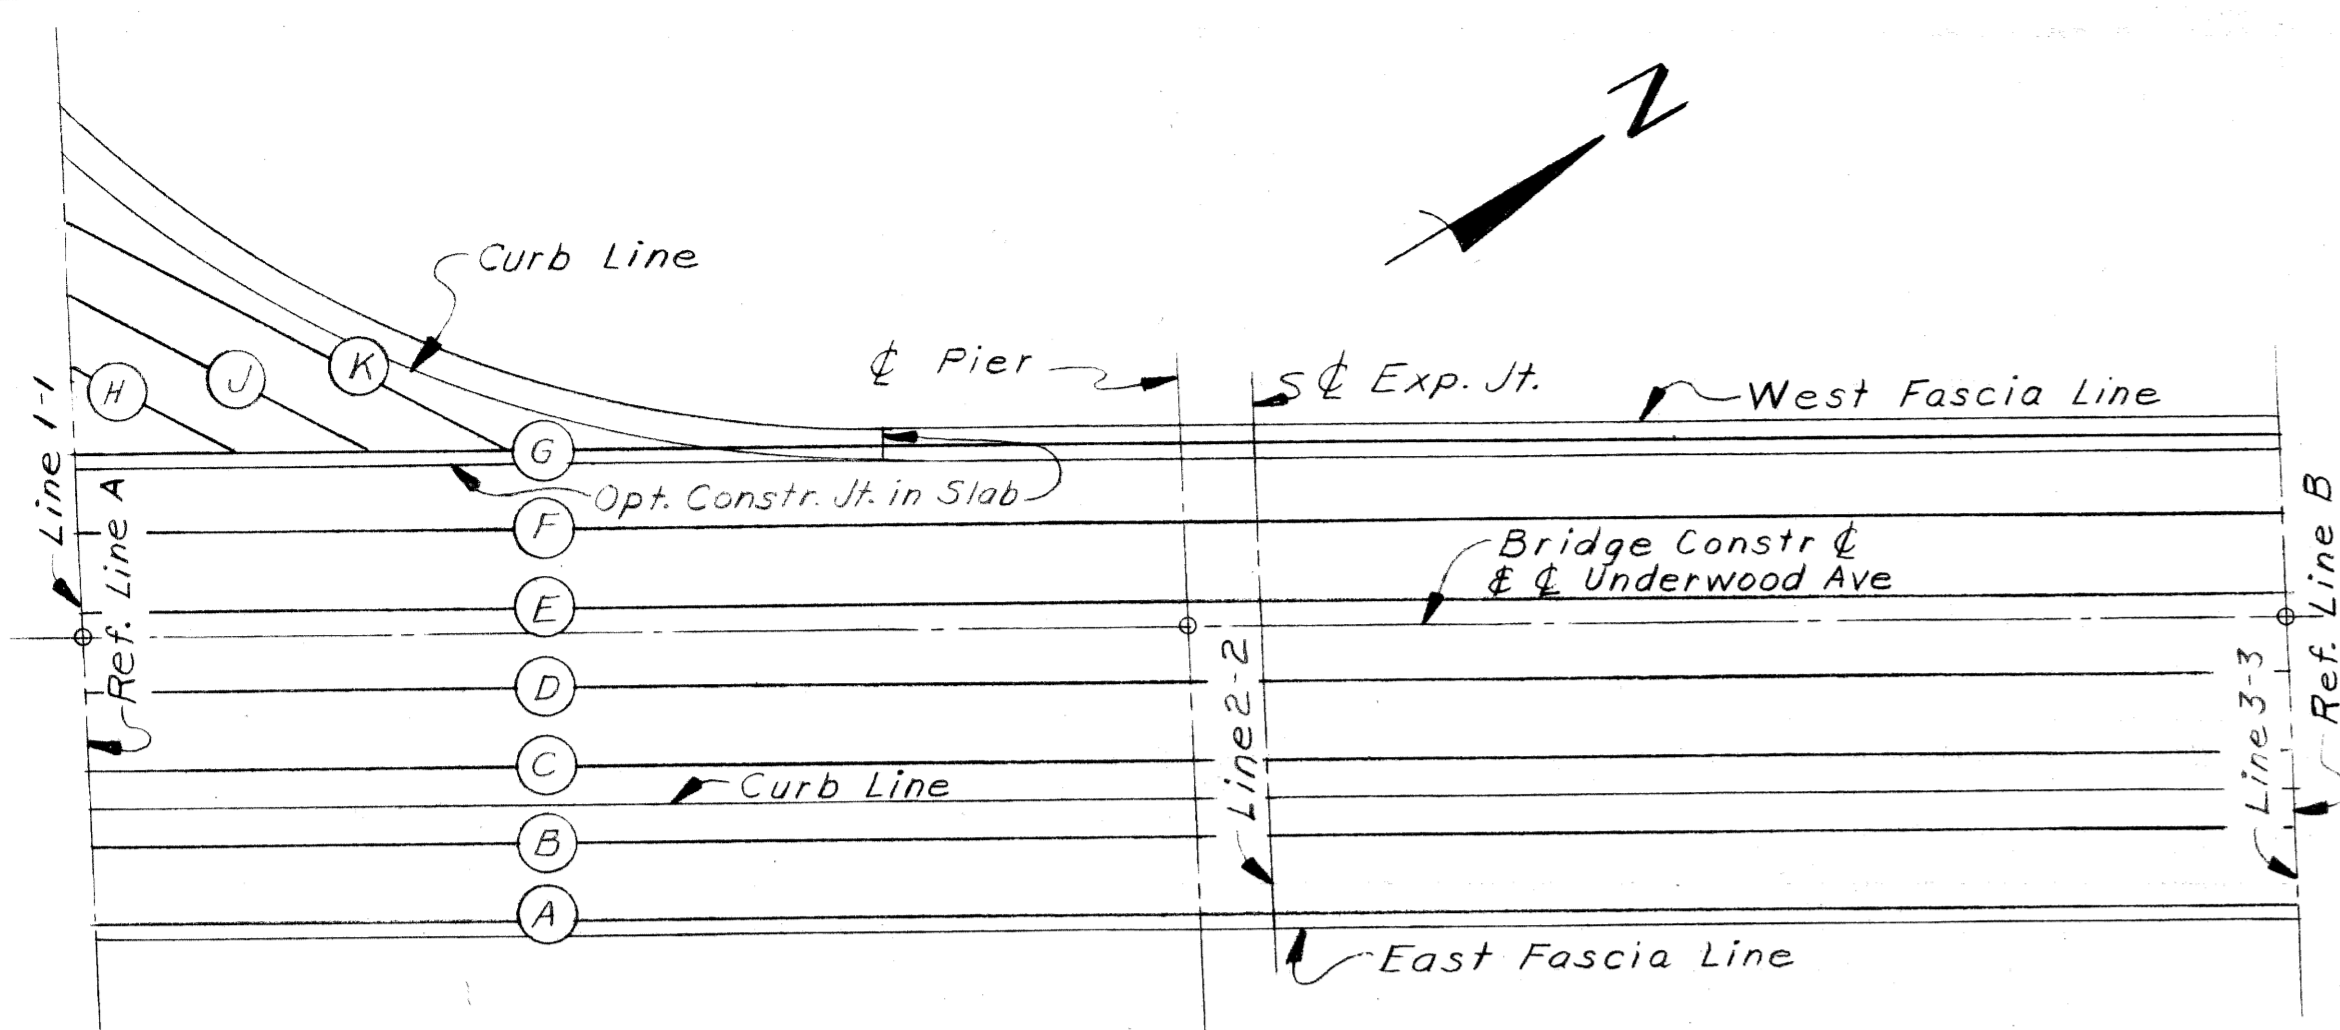 N
Curb Line
℄ Pier
S ℄ Exp. Jt.
West Fascia Line
K
J
H
G
Line 1-1
Ref. Line A
Opt. Constr. Jt. in Slab
F
Bridge Constr ℄
& ℄ Underwood Ave
E
Ref. Line B
D
Line 2-2
Line 3-3
C
Curb Line
B
A
East Fascia Line